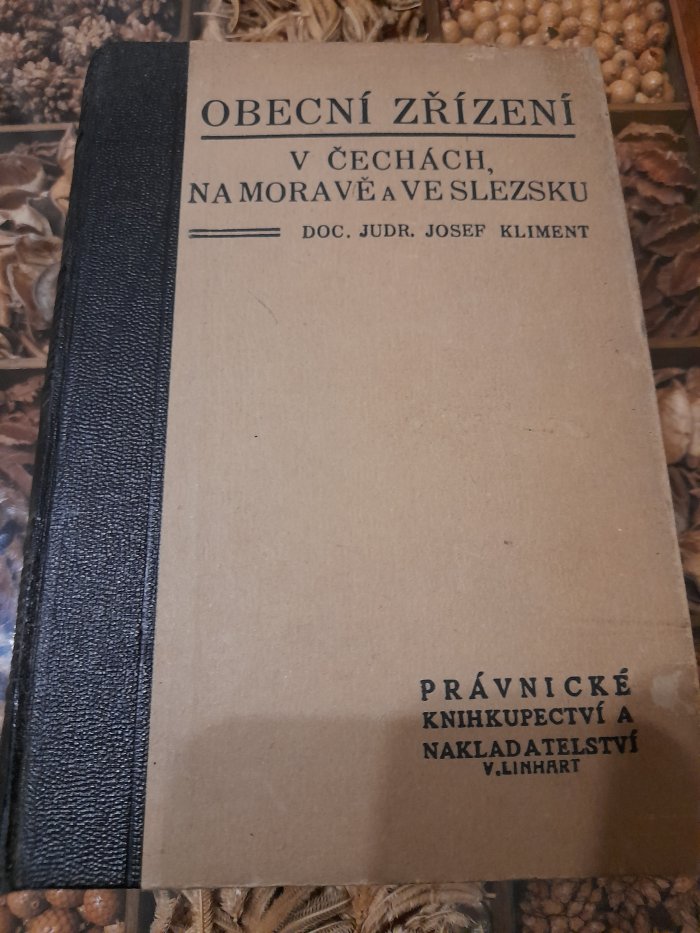 OBECNÍ ZŘÍZENÍ
V ČECHÁCH,
NA MORAVĚ A VE SLEZSKU
DOC. JUDR. JOSEF KLIMENT
PRÁVNICKÉ
KNIHKUPECTVÍ A
NAKLADATELSTVÍ
V. LINHART